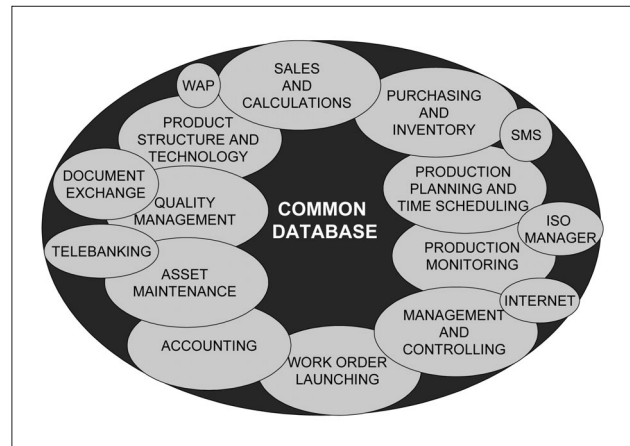 SALES
AND
CALCULATIONS
WAP
PURCHASING
AND
INVENTORY
SMS
PRODUCT
STRUCTURE AND
TECHNOLOGY
DOCUMENT
EXCHANGE
PRODUCTION
PLANNING AND
TIME SCHEDULING
QUALITY
MANAGEMENT
COMMON
DATABASE
ISO
MANAGER
TELEBANKING
PRODUCTION
MONITORING
ASSET
MAINTENANCE
INTERNET
MANAGEMENT
AND
CONTROLLING
ACCOUNTING
WORK ORDER
LAUNCHING